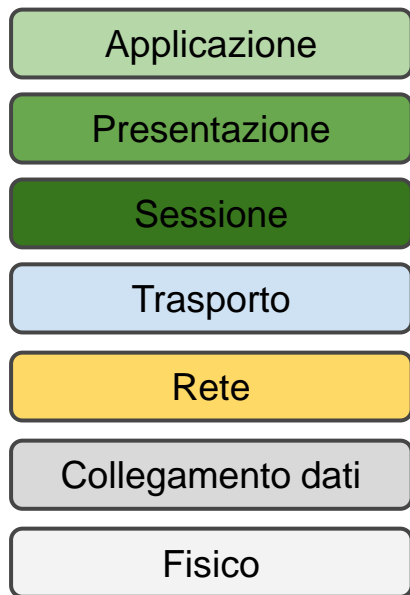 Applicazione
Presentazione
Sessione
Trasporto
Rete
Collegamento dati
Fisico